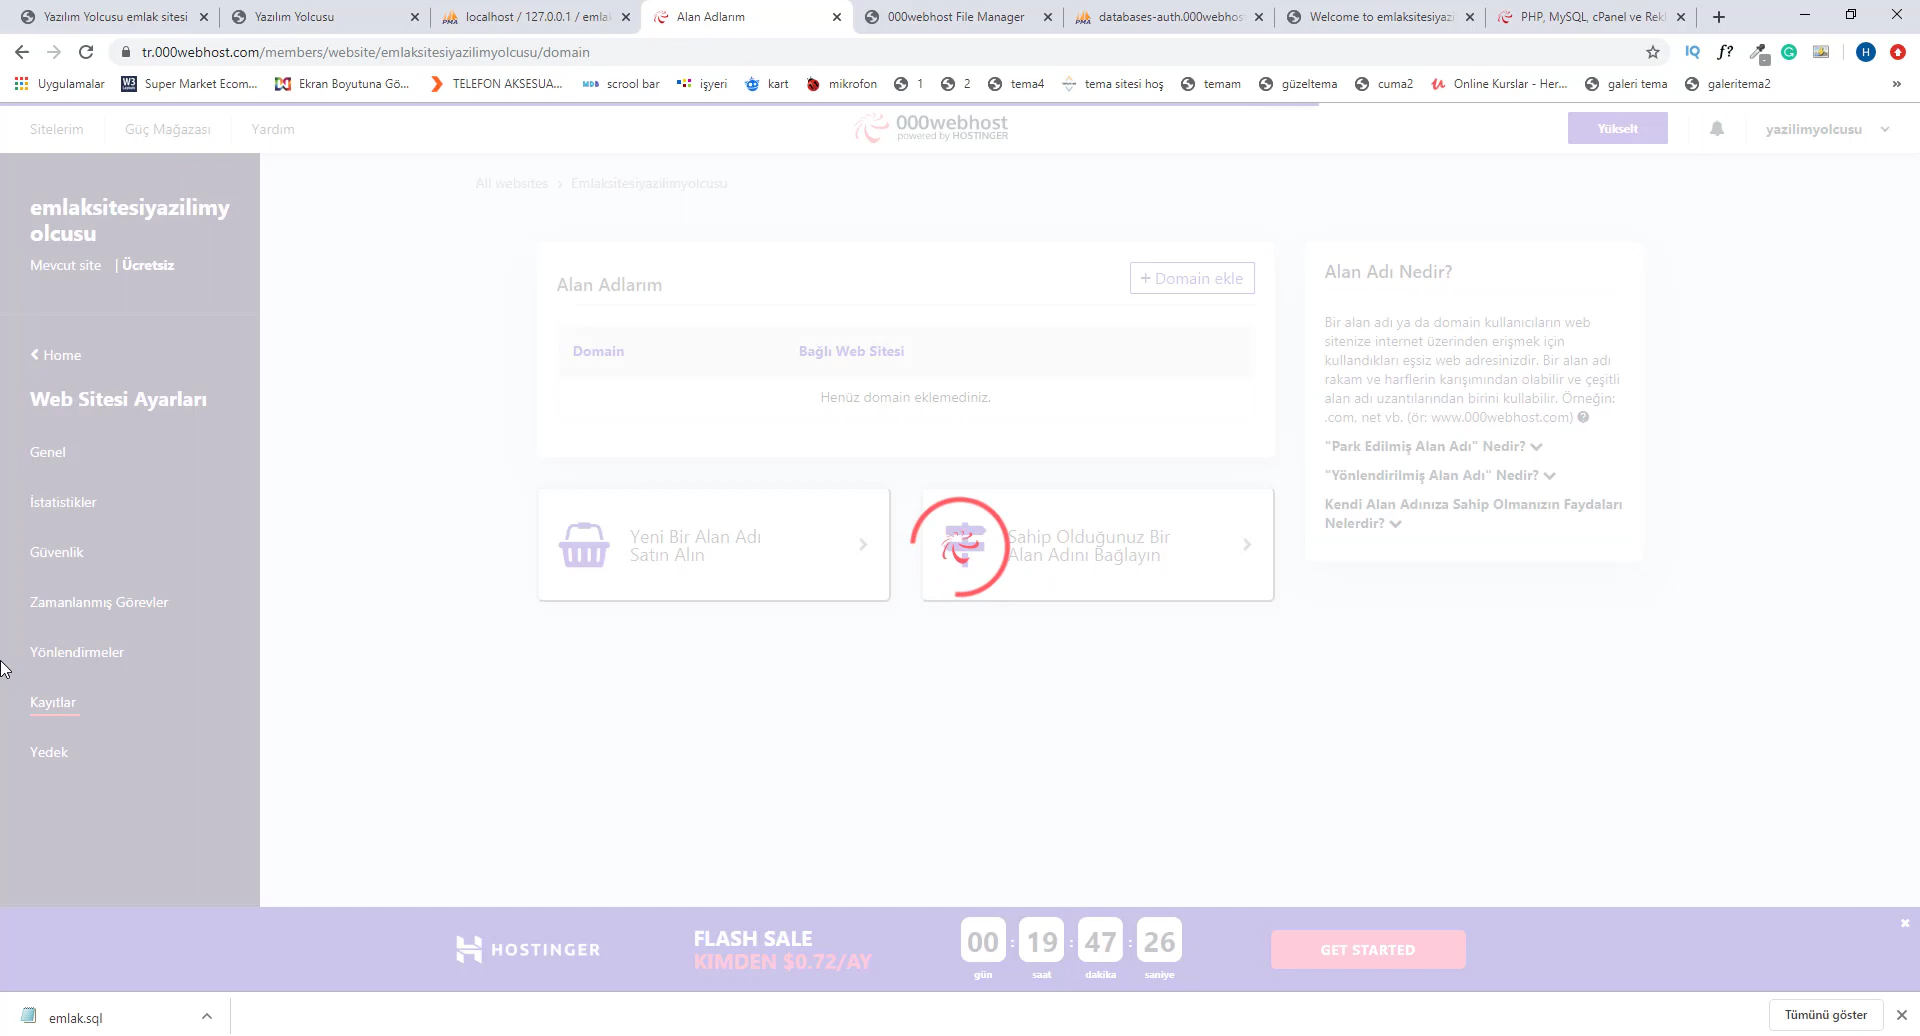 Yazılım Yolcusu emlak sitesi
Yazılım Yolcusu
localhost / 127.0.0.1 / emlak
Alan Adlarım
000webhost File Manager
databases-auth.000webhos
Welcome to emlaksitesiyazi
PHP, MySQL, cPanel ve Rekl
tr.000webhost.com/members/website/emlaksitesiyazilimyolcusu/domain
Uygulamalar
Super Market Ecom...
Ekran Boyutuna Gö...
TELEFON AKSESUA...
scrool bar
işyeri
kart
mikrofon
1
2
tema4
tema sitesi hoş
temam
güzeltema
cuma2
Online Kurslar - Her...
galeri tema
galeritema2
»
Sitelerim
Güç Mağazası
Yardım
000webhost
powered by HOSTINGER
Yükselt
yazilimyolcusu
emlaksitesiyazilimy
olcusu
Mevcut site | Ücretsiz
Home
Web Sitesi Ayarları
Genel
İstatistikler
Güvenlik
Zamanlanmış Görevler
Yönlendirmeler
Kayıtlar
Yedek
All websites > Emlaksitesiyazilimyolcusu
Alan Adlarım
+ Domain ekle
Domain
Bağlı Web Sitesi
Henüz domain eklemediniz.
Yeni Bir Alan Adı
Satın Alın
Sahip Olduğunuz Bir
Alan Adını Bağlayın
Alan Adı Nedir?
Bir alan adı ya da domain kullanıcıların web
sitenize internet üzerinden erişmek için
kullandıkları eşsiz web adresinizdir. Bir alan adı
rakam ve harflerin karışımından olabilir ve çeşitli
alan adı uzantılarından birini kullabilir. Örneğin:
.com, net vb. (ör: www.000webhost.com)
"Park Edilmiş Alan Adı" Nedir?
"Yönlendirilmiş Alan Adı" Nedir?
Kendi Alan Adınıza Sahip Olmanızın Faydaları
Nelerdir?
HOSTINGER
FLASH SALE
KIMDEN $0.72/AY
00 : 19 : 47 : 26
gün saat dakika saniye
GET STARTED
emlak.sql
Tümünü göster